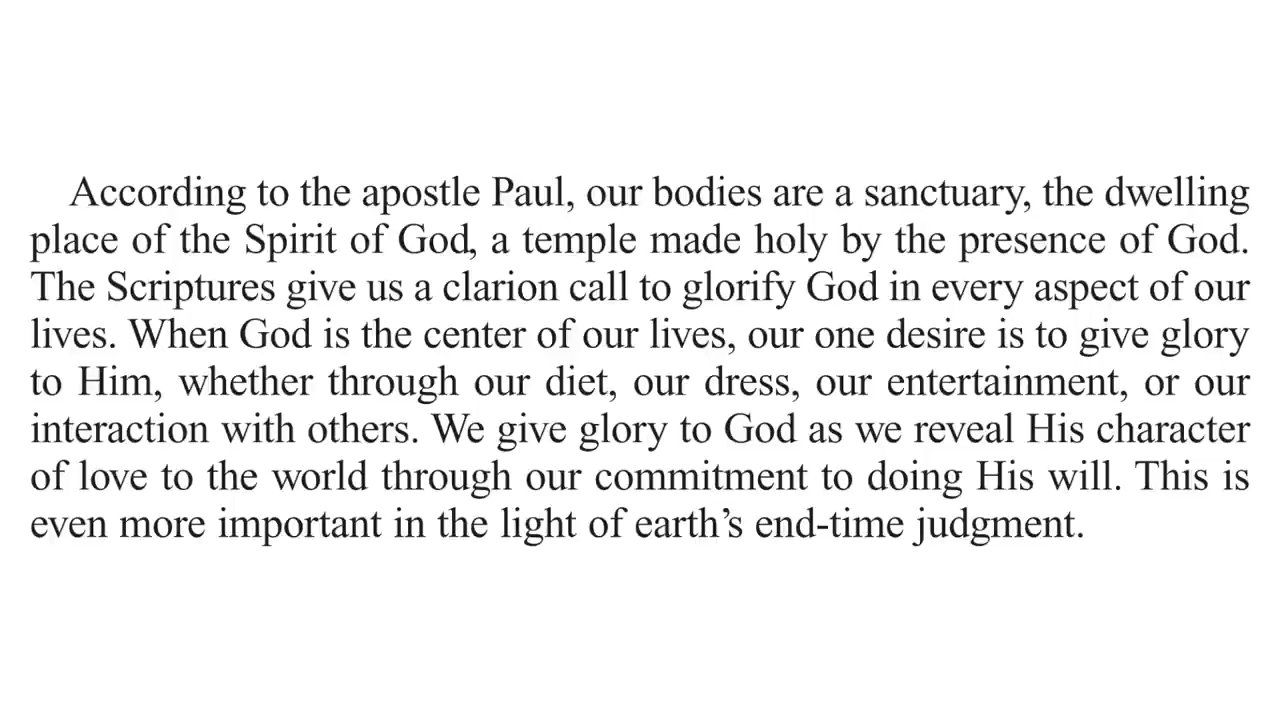 According to the apostle Paul, our bodies are a sanctuary, the dwelling
place of the Spirit of God, a temple made holy by the presence of God.
The Scriptures give us a clarion call to glorify God in every aspect of our
lives. When God is the center of our lives, our one desire is to give glory
to Him, whether through our diet, our dress, our entertainment, or our
interaction with others. We give glory to God as we reveal His character
of love to the world through our commitment to doing His will. This is
even more important in the light of earth’s end-time judgment.